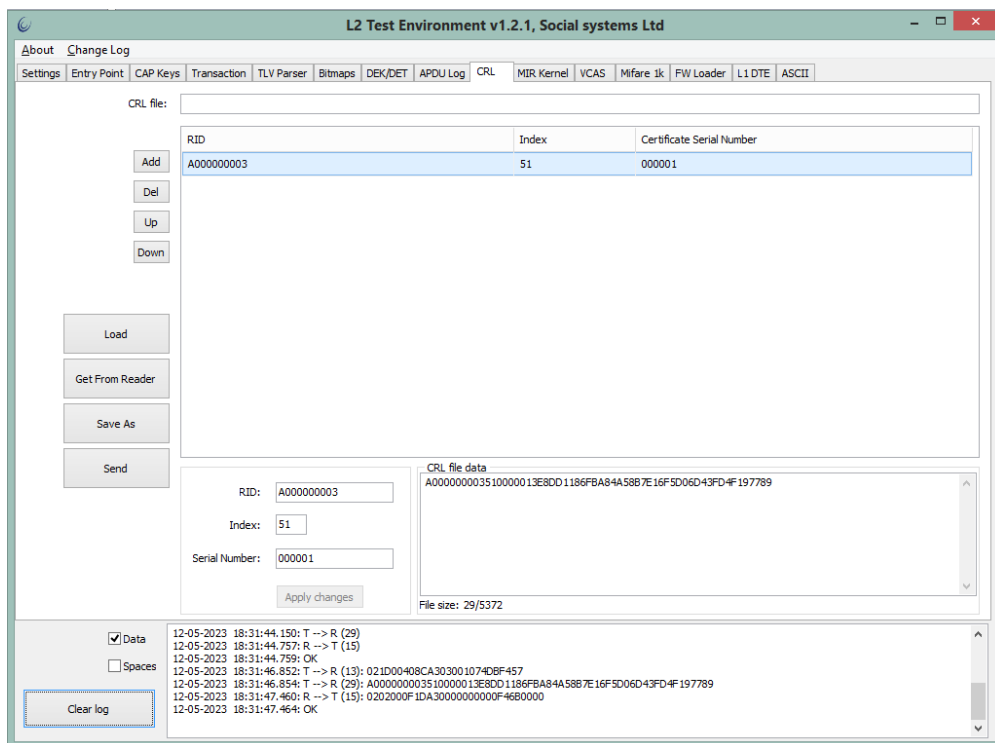 L2 Test Environment v1.2.1, Social systems Ltd
About Change Log
Settings Entry Point CAP Keys Transaction TLV Parser Bitmaps DEK/DET APDU Log CRL MIR Kernel VCAS Mifare 1k FW Loader L1 DTE ASCII
CRL file:
RID Index Certificate Serial Number
Add A000000003 51 000001
Del
Up
Down
Load
Get From Reader
Save As
Send
CRL file data
A000000003510000013E8DD1186FBA84A58B7E16F5D06D43FD4F197789
RID: A000000003
Index: 51
Serial Number: 000001
Apply changes
File size: 29/5372
Data
Spaces
Clear log
12-05-2023 18:31:44.150: T --> R (29)
12-05-2023 18:31:44.757: R --> T (15)
12-05-2023 18:31:44.759: OK
12-05-2023 18:31:46.852: T --> R (13): 021D00408CA303001074DBF457
12-05-2023 18:31:46.854: T --> R (29): A000000003510000013E8DD1186FBA84A58B7E16F5D06D43FD4F197789
12-05-2023 18:31:47.460: R --> T (15): 0202000F1DA30000000000F46B0000
12-05-2023 18:31:47.464: OK